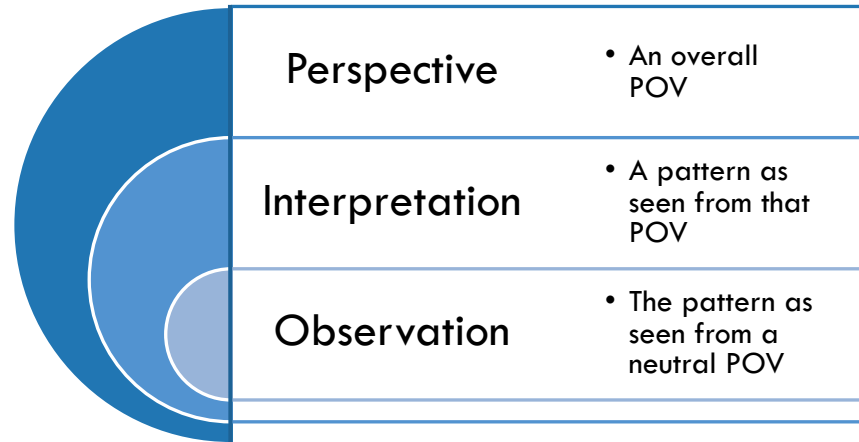 Perspective
• An overall
POV
Interpretation
• A pattern as
seen from that
POV
Observation
• The pattern as
seen from a
neutral POV